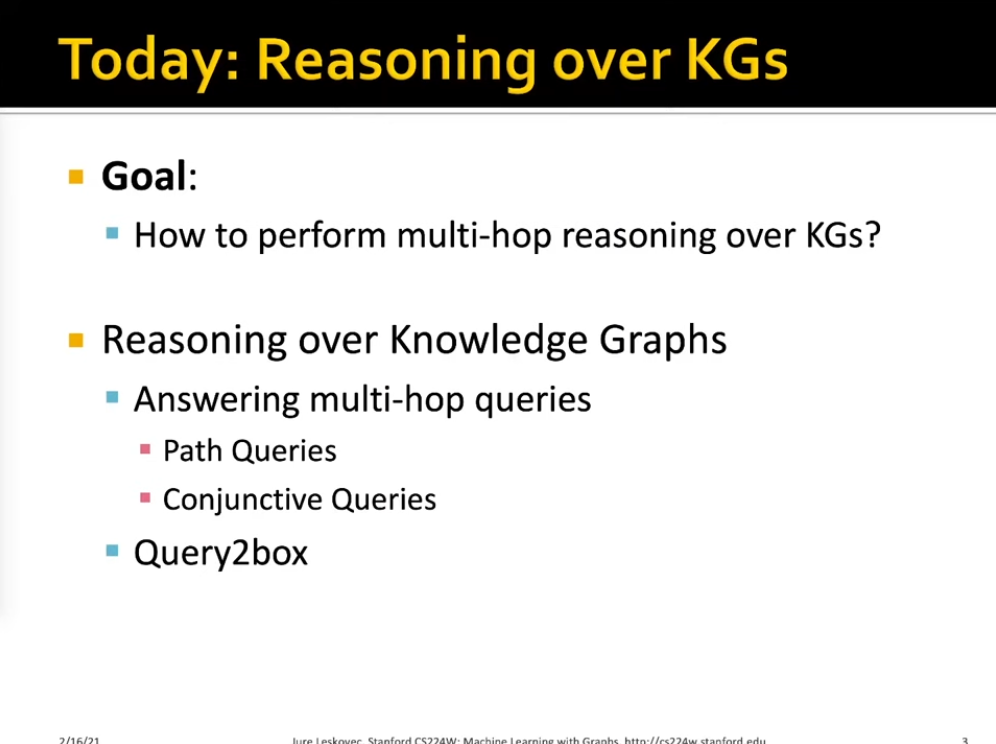 Today: Reasoning over KGs
Goal:
How to perform multi-hop reasoning over KGs?
Reasoning over Knowledge Graphs
Answering multi-hop queries
Path Queries
Conjunctive Queries
Query2box
2/16/21
Jure Leskovec, Stanford CS224W: Machine Learning with Graphs, http://cs224w.stanford.edu
3